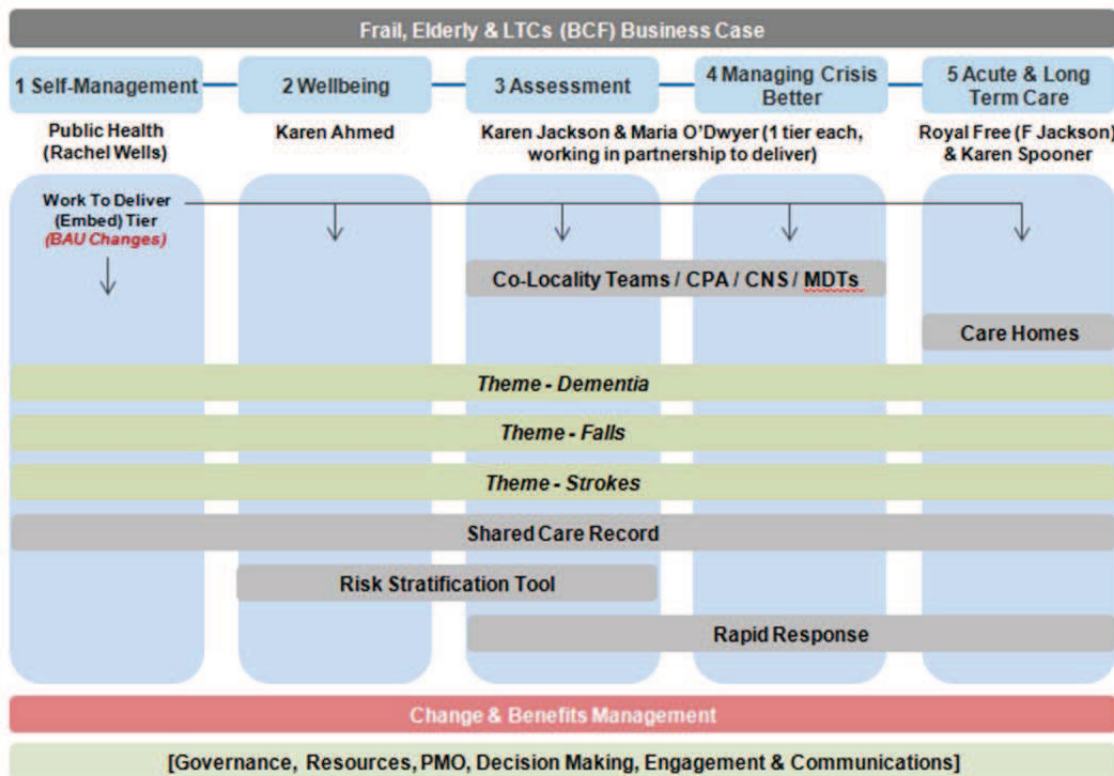 Frail, Elderly & LTCs (BCF) Business Case
1 Self-Management
2 Wellbeing
3 Assessment
4 Managing Crisis
Better
5 Acute & Long
Term Care
Public Health
(Rachel Wells)
Karen Ahmed
Karen Jackson & Maria O'Dwyer (1 tier each,
working in partnership to deliver)
Royal Free (F Jackson)
& Karen Spooner
Work To Deliver
(Embed) Tier
(BAU Changes)
Co-Locality Teams / CPA / CNS / MDTs
Care Homes
Theme - Dementia
Theme - Falls
Theme - Strokes
Shared Care Record
Risk Stratification Tool
Rapid Response
Change & Benefits Management
[Governance, Resources, PMO, Decision Making, Engagement & Communications]